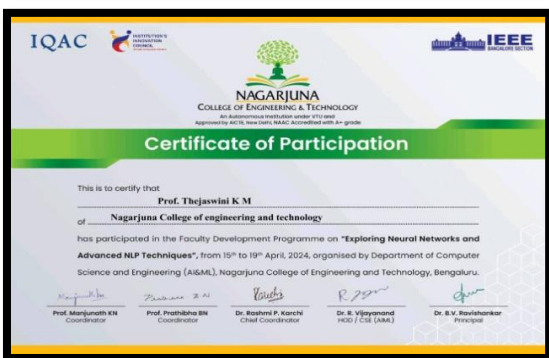 IQAC
INSTITUTION'S
INNOVATION
COUNCIL
IEEE
BANGALORE SECTION
NAGARJUNA
COLLEGE OF ENGINEERING & TECHNOLOGY
An Autonomous Institution under VTU and
Approved by AICTE, New Delhi, NAAC Accredited with A+ grade
Certificate of Participation
This is to certify that
Prof. Thejaswini K M
of Nagarjuna College of engineering and technology
has participated in the Faculty Development Programme on "Exploring Neural Networks and
Advanced NLP Techniques", from 15th to 19th April, 2024, organised by Department of Computer
Science and Engineering (AI&ML), Nagarjuna College of Engineering and Technology, Bengaluru.
Prof. Manjunath KN Prof. Prathibha BN Dr. Rashmi P. Karchi Dr. R. Vijayanand Dr. B.V. Ravishankar
Coordinator Coordinator Chief Coordinator HOD / CSE (AIML) Principal